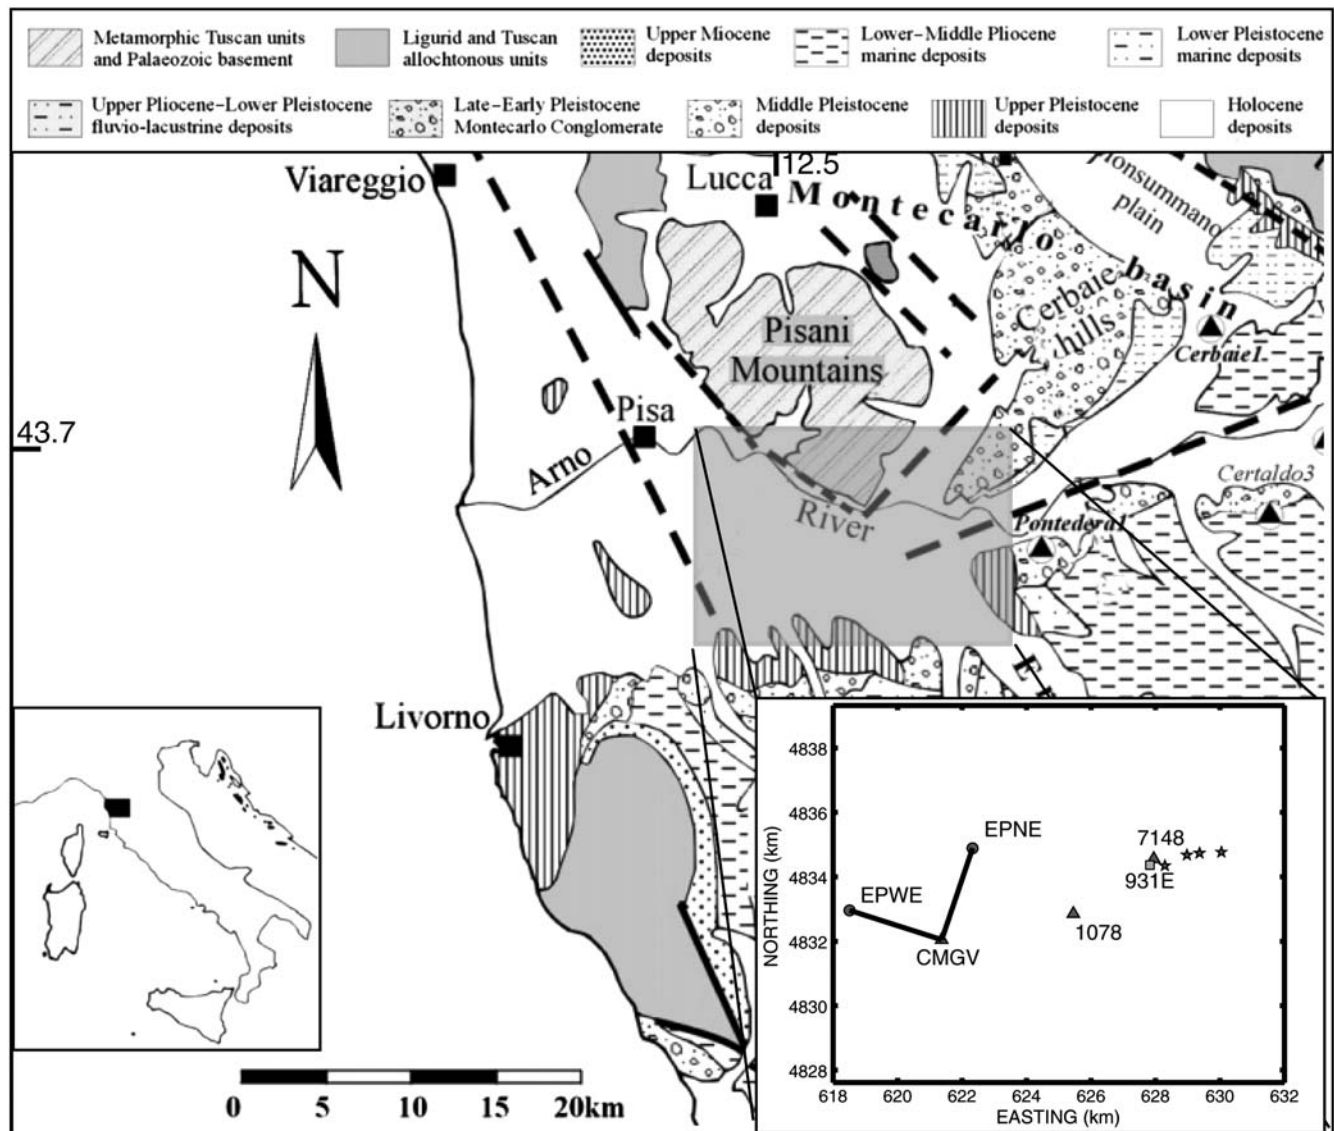 Metamorphic Tuscan units
and Palaeozoic basement
Ligurid and Tuscan
allochtonous units
Upper Miocene
deposits
Lower–Middle Pliocene
marine deposits
Lower Pleistocene
marine deposits
Upper Pliocene–Lower Pleistocene
fluvio-lacustrine deposits
Late–Early Pleistocene
Montecarlo Conglomerate
Middle Pleistocene
deposits
Upper Pleistocene
deposits
Holocene
deposits
Viareggio
Lucca
12.5
Montecarlo basin
plain
N
Cerbaie
hills
Pisani
Mountains
Cerbaie1
Pisa
43.7
Arno
River
Certaldo3
Pontedera1
Livorno
0 5 10 15 20km
4838
4836
4834
4832
4830
4828
NORTHING (km)
EPNE
EPWE
CMGV
7148
931E
1078
618 620 622 624 626 628 630 632
EASTING (km)